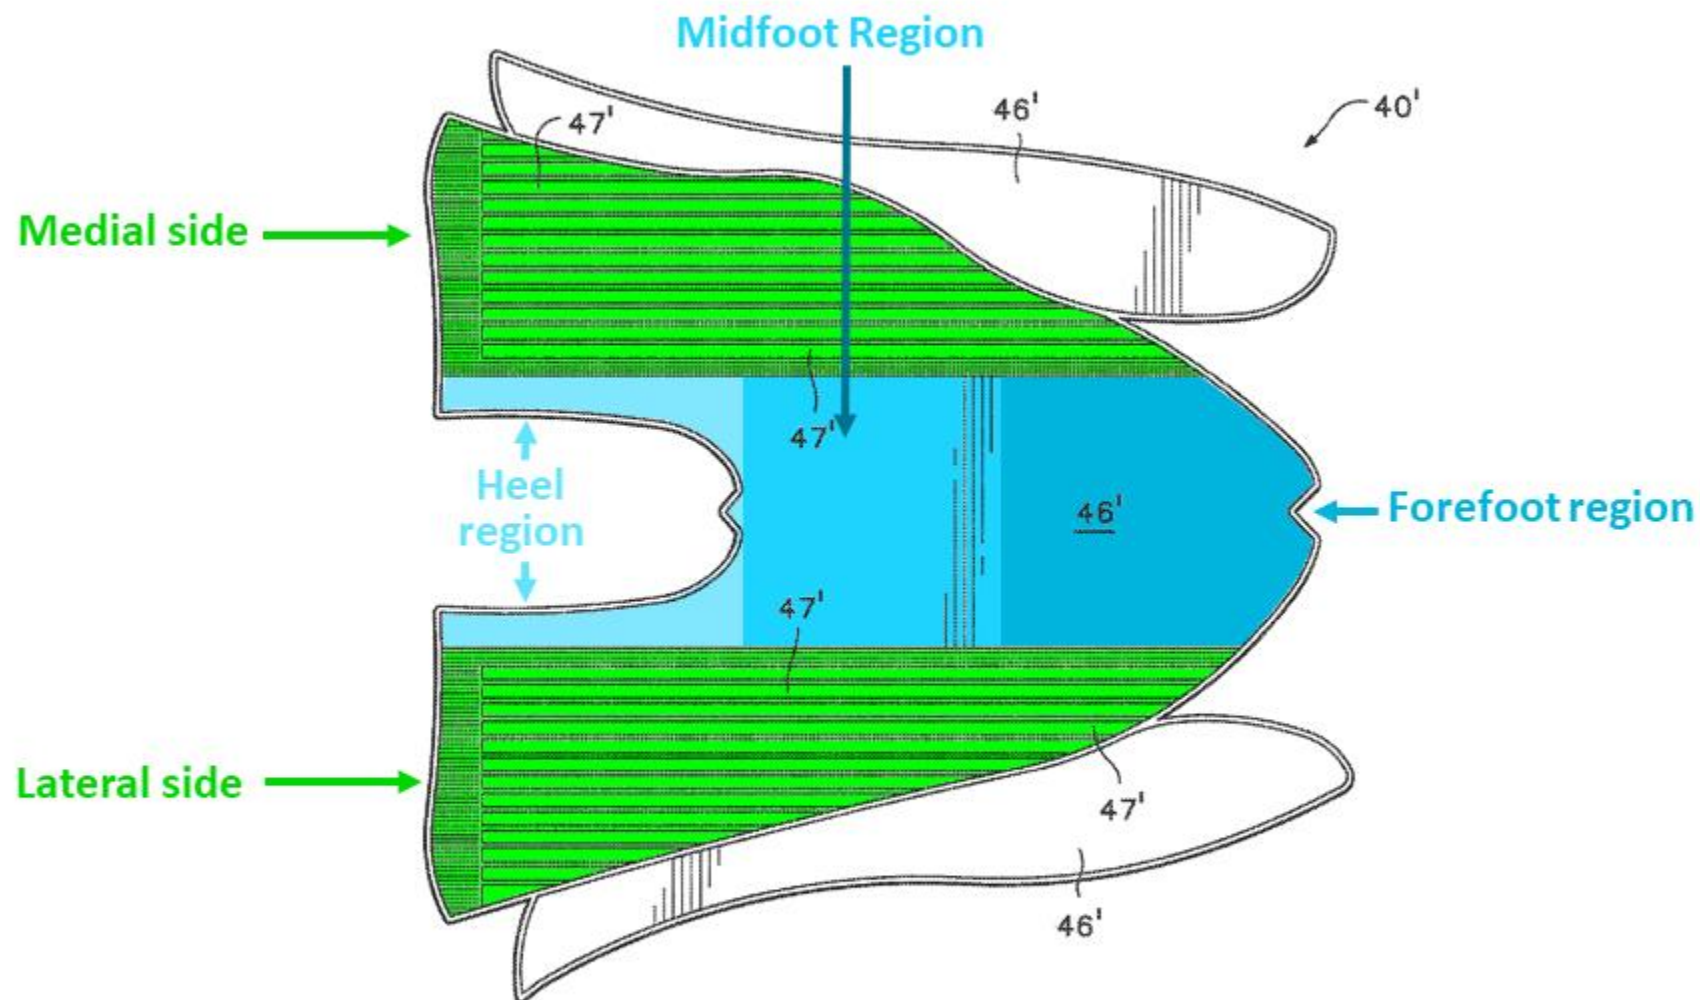 Midfoot Region
46'
40'
47'
Medial side
47'
Heel
region
46'
Forefoot region
47'
Lateral side
47'
46'